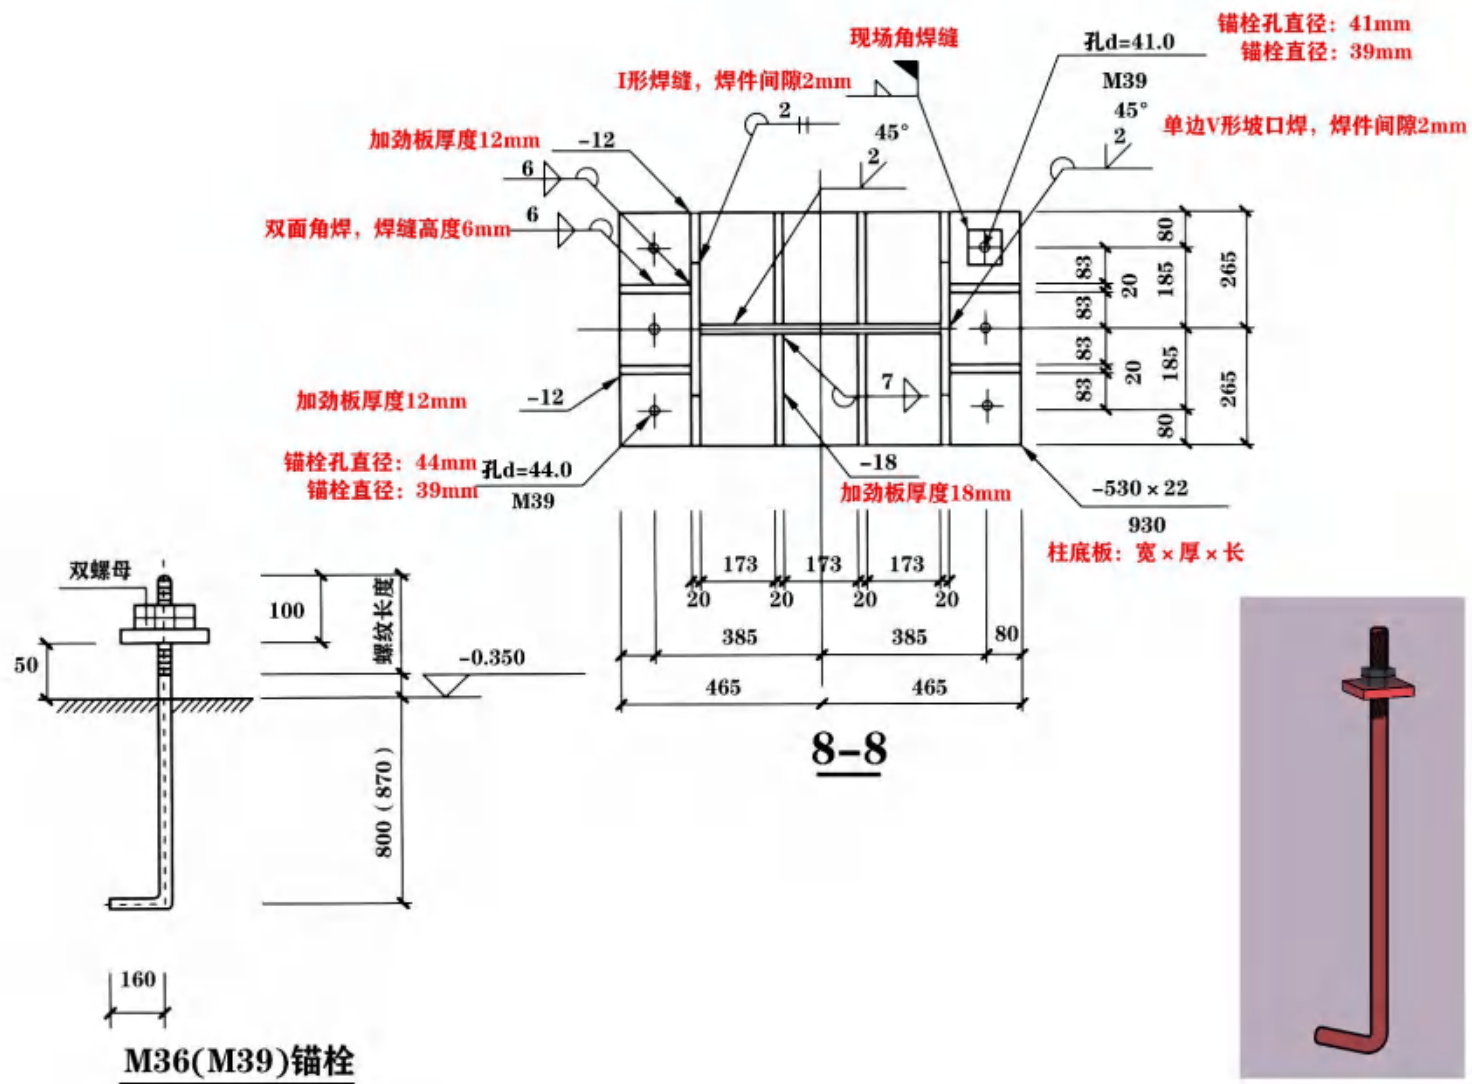 现场角焊缝
锚栓孔直径：41mm
锚栓直径：39mm
孔d=41.0
M39
I形焊缝，焊件间隙2mm
2
45°
2
45°
2
单边V形坡口焊，焊件间隙2mm
加劲板厚度12mm
-12
6
6
双面角焊，焊缝高度6mm
80
83
20
185
265
83
83
20
185
265
83
80
7
加劲板厚度12mm
-12
锚栓孔直径：44mm
孔d=44.0
锚栓直径：39mm
M39
-18
加劲板厚度18mm
-530×22
930
柱底板：宽×厚×长
173
173
173
20
20
20
20
385
385
80
465
465
8-8
双螺母
100
螺纹长度
50
-0.350
800（870）
160
M36(M39)锚栓